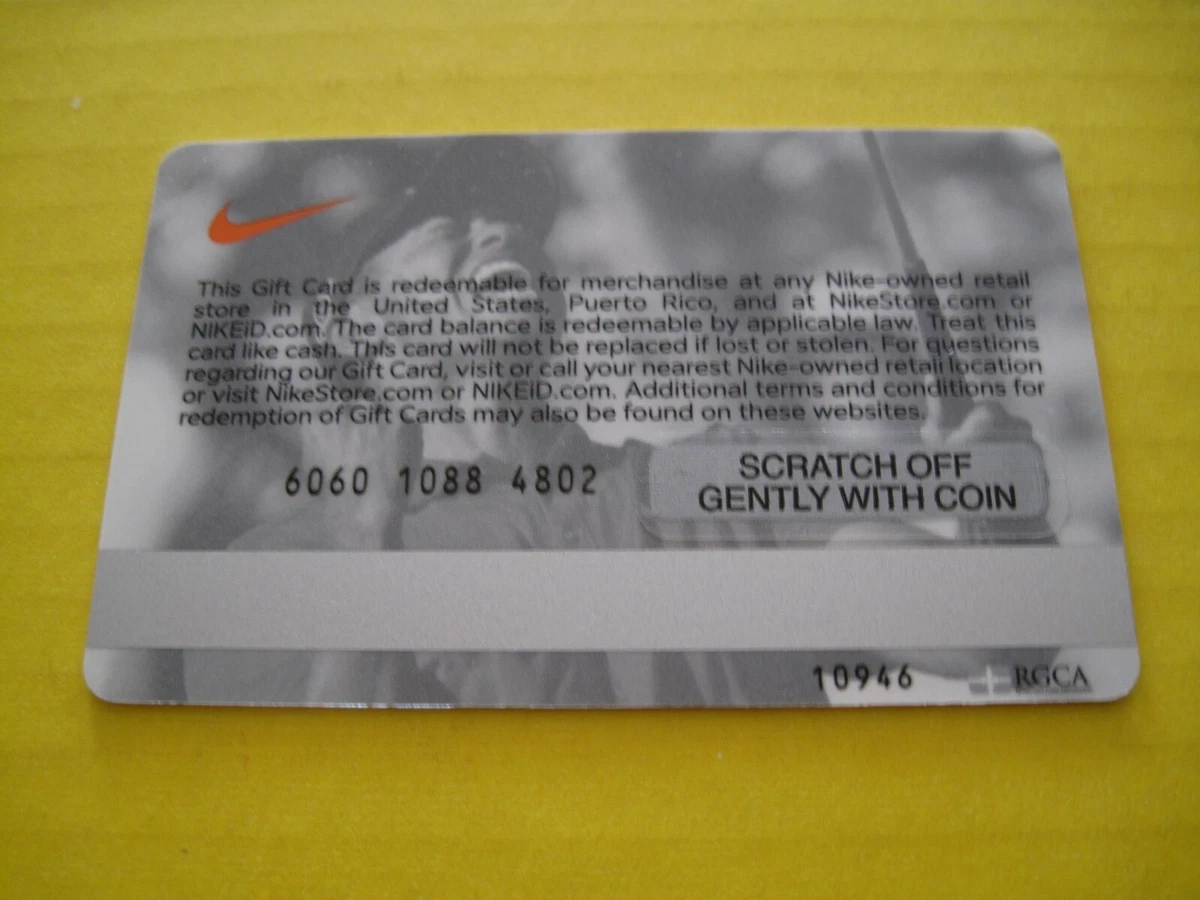 This Gift Card is redeemable for merchandise at any Nike-owned retail
store in the United States, Puerto Rico, and at NikeStore.com or
NIKEiD.com. The card balance is redeemable by applicable law. Treat this
card like cash. This card will not be replaced if lost or stolen. For questions
regarding our Gift Card, visit or call your nearest Nike-owned retail location
or visit NikeStore.com or NIKEiD.com. Additional terms and conditions for
redemption of Gift Cards may also be found on these websites.
6060 1088 4802
SCRATCH OFF
GENTLY WITH COIN
10946
RGCA